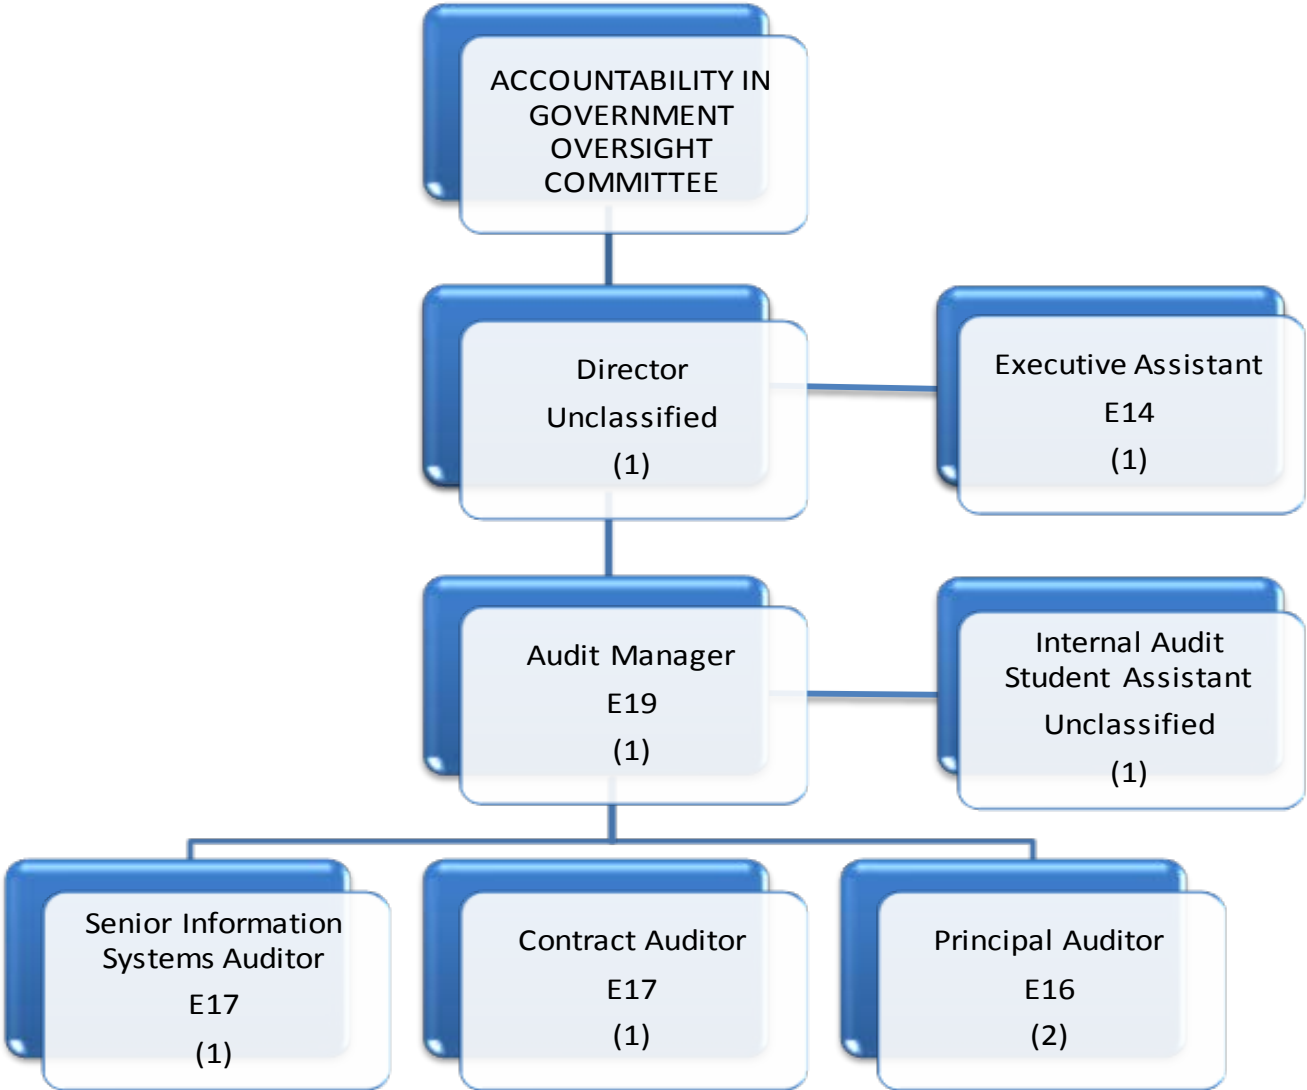 ACCOUNTABILITY IN
GOVERNMENT
OVERSIGHT
COMMITTEE
Director
Unclassified
(1)
Executive Assistant
E14
(1)
Audit Manager
E19
(1)
Internal Audit
Student Assistant
Unclassified
(1)
Senior Information
Systems Auditor
E17
(1)
Contract Auditor
E17
(1)
Principal Auditor
E16
(2)